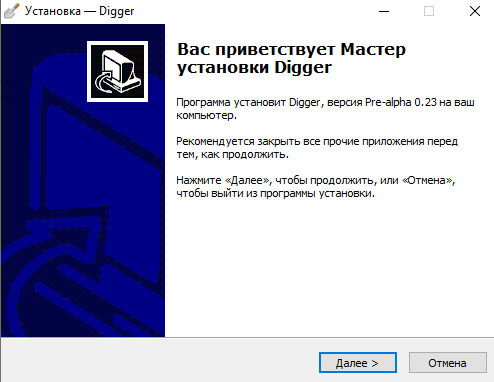 Установка — Digger
Вас приветствует Мастер
установки Digger
Программа установит Digger, версия Pre-alpha 0.23 на ваш
компьютер.
Рекомендуется закрыть все прочие приложения перед
тем, как продолжить.
Нажмите «Далее», чтобы продолжить, или «Отмена»,
чтобы выйти из программы установки.
Далее >
Отмена